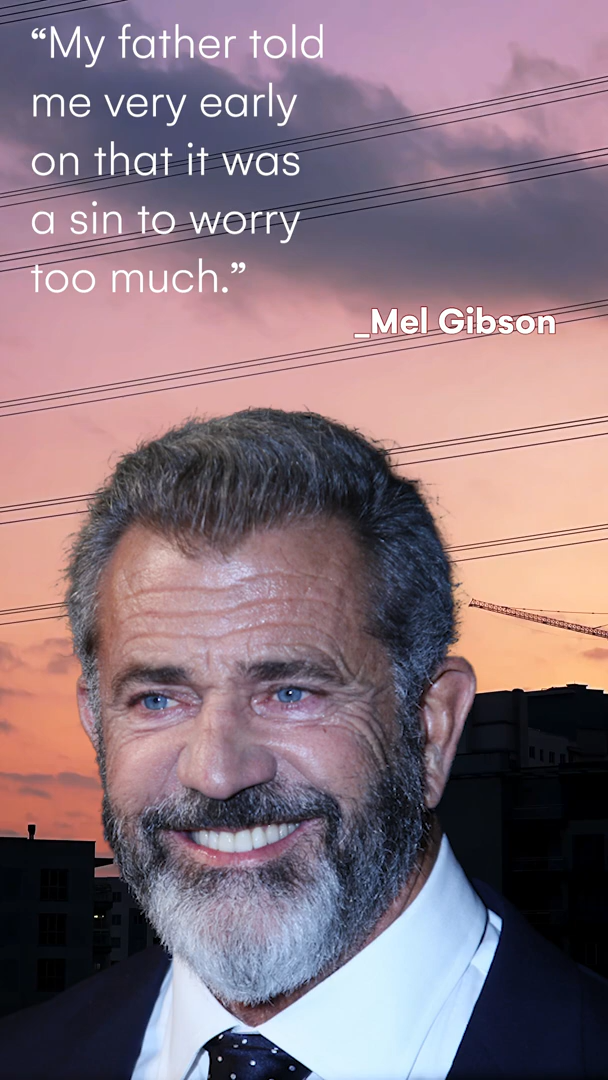 “My father told
me very early
on that it was
a sin to worry
too much.”
_Mel Gibson